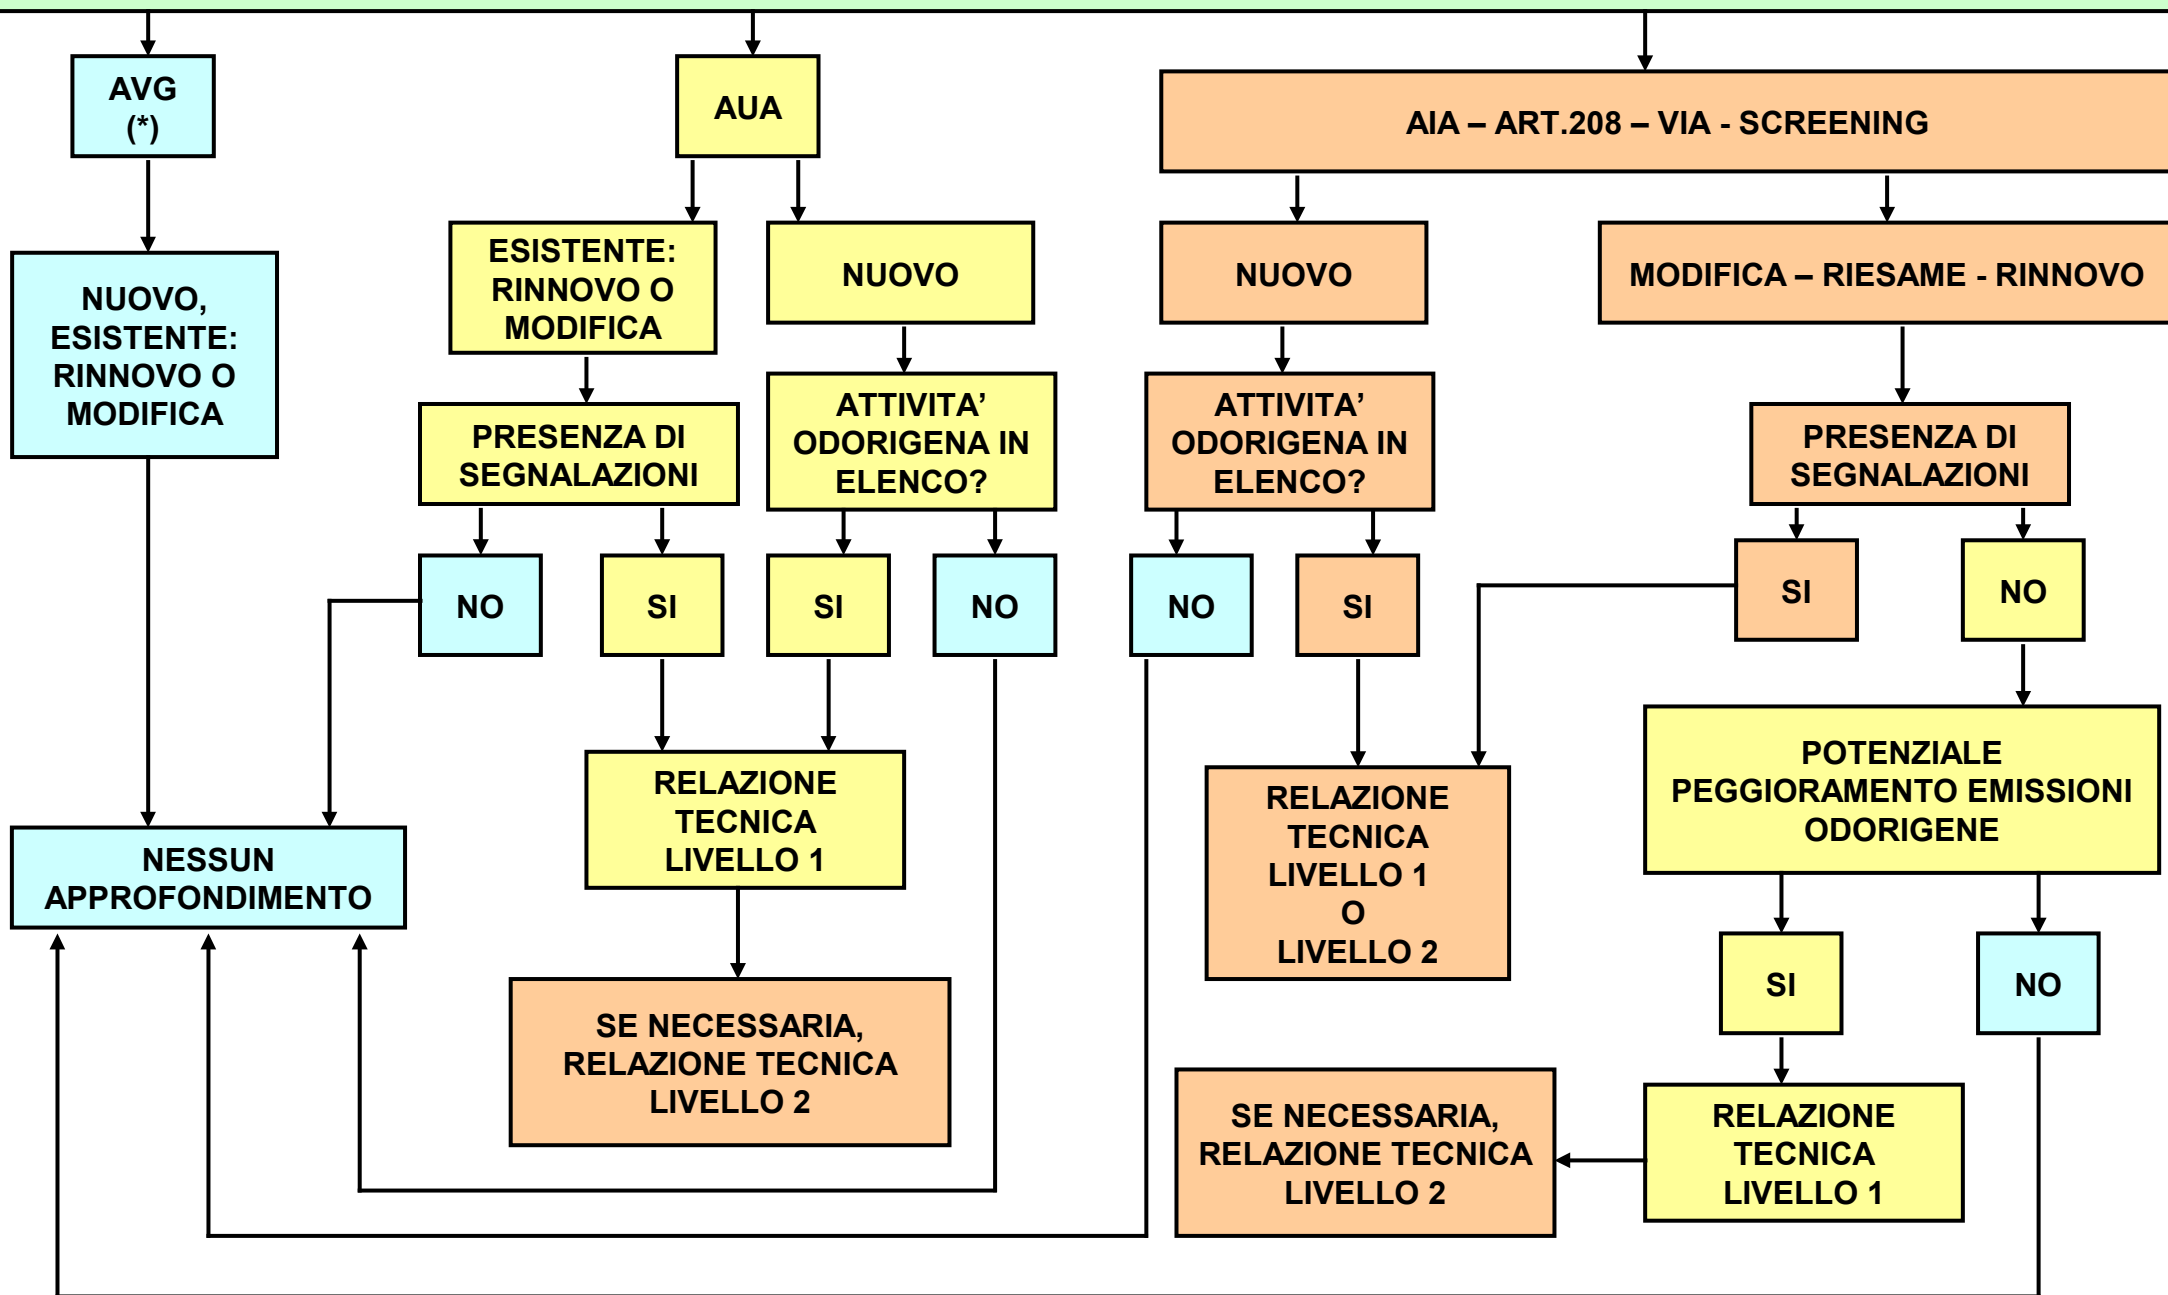 AVG
(*)
AUA
AIA – ART.208 – VIA - SCREENING
NUOVO,
ESISTENTE:
RINNOVO O
MODIFICA
ESISTENTE:
RINNOVO O
MODIFICA
NUOVO
NUOVO
MODIFICA – RIESAME - RINNOVO
PRESENZA DI
SEGNALAZIONI
ATTIVITA’
ODORIGENA IN
ELENCO?
ATTIVITA’
ODORIGENA IN
ELENCO?
PRESENZA DI
SEGNALAZIONI
NO
SI
SI
NO
NO
SI
SI
NO
RELAZIONE
TECNICA
LIVELLO 1
RELAZIONE
TECNICA
LIVELLO 1
O
LIVELLO 2
POTENZIALE
PEGGIORAMENTO EMISSIONI
ODORIGENE
NESSUN
APPROFONDIMENTO
SI
NO
SE NECESSARIA,
RELAZIONE TECNICA
LIVELLO 2
SE NECESSARIA,
RELAZIONE TECNICA
LIVELLO 2
RELAZIONE
TECNICA
LIVELLO 1